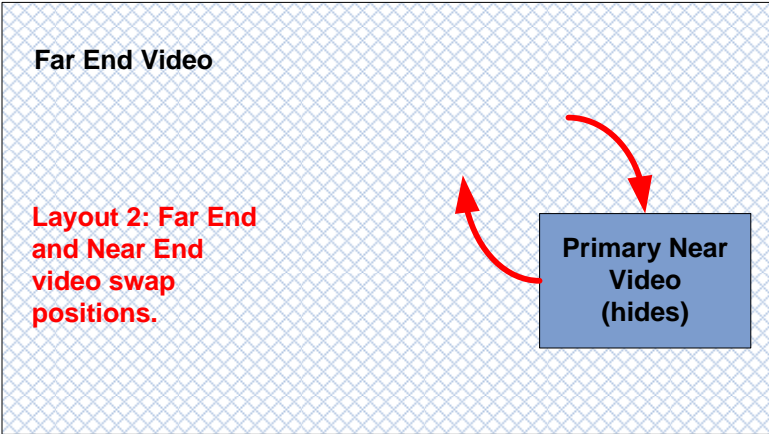 Far End Video
Layout 2: Far End
and Near End
video swap
positions.
Primary Near
Video
(hides)